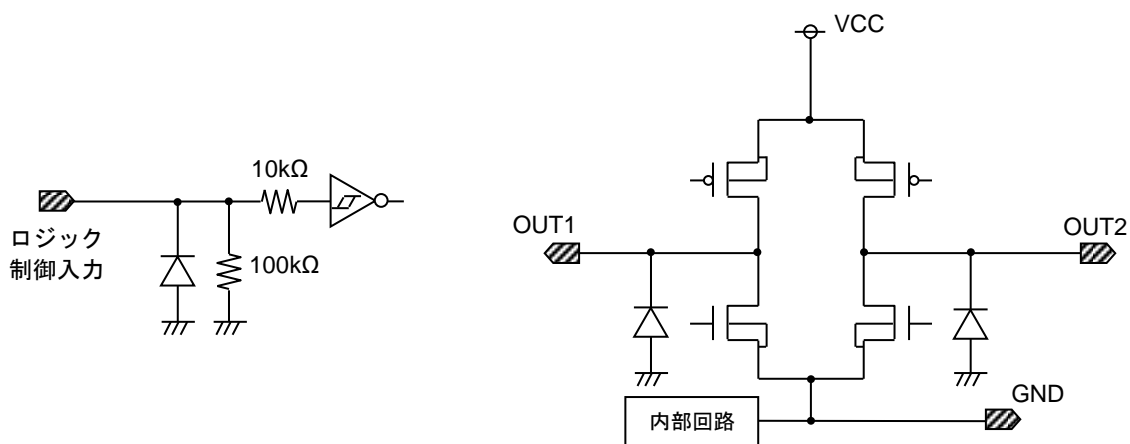 VCC
10kΩ
ロジック
制御入力
100kΩ
OUT1
OUT2
内部回路
GND